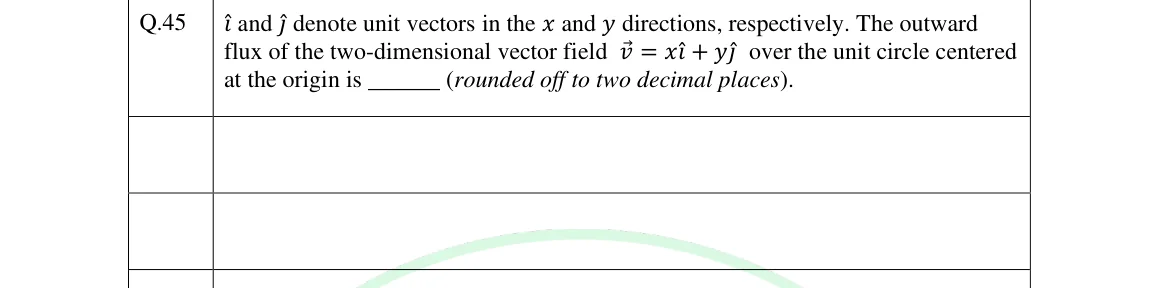 Q.45 î and ĵ denote unit vectors in the x and y directions, respectively. The outward
flux of the two-dimensional vector field v⃗ = xî + yĵ over the unit circle centered
at the origin is ______ (rounded off to two decimal places).